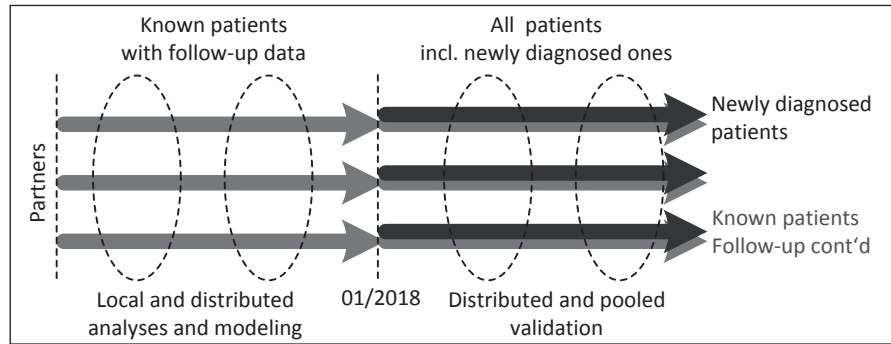 Known patients
with follow-up data
All patients
incl. newly diagnosed ones
Partners
Newly diagnosed
patients
Known patients
Follow-up cont'd
Local and distributed
analyses and modeling
01/2018
Distributed and pooled
validation